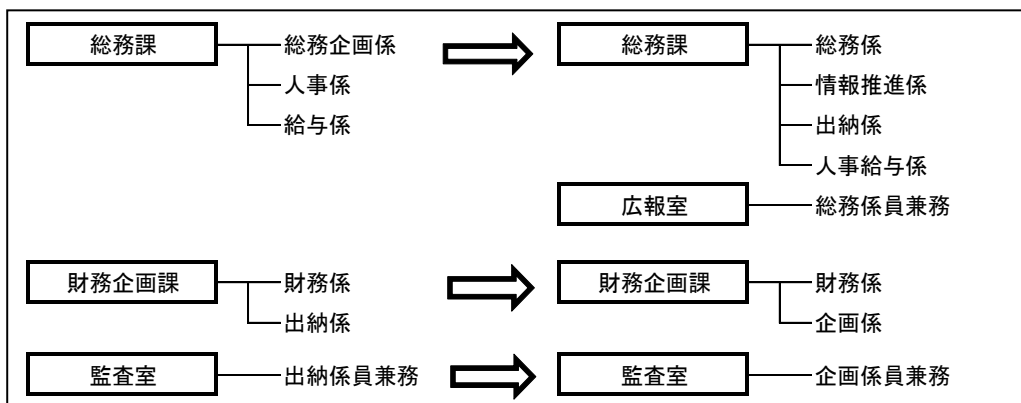 総務課 総務企画係 総務課 総務係
人事係 情報推進係
給与係 出納係
人事給与係
広報室 総務係員兼務
財務企画課 財務係 財務企画課 財務係
出納係 企画係
監査室 出納係員兼務 監査室 企画係員兼務